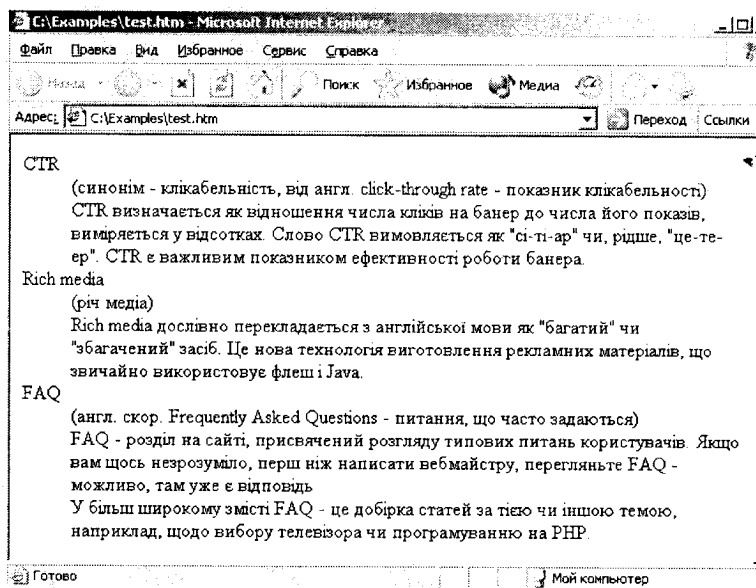 C:\Examples\test.htm - Microsoft Internet Explorer
Файл Правка Вид Избранное Сервис Справка
Назад Поиск Избранное Медиа
Адрес: C:\Examples\test.htm Переход Ссылки
CTR
(синонім - клікабельність, від англ. click-through rate - показник клікабельності)
CTR визначається як відношення числа кліків на банер до числа його показів,
виміряється у відсотках. Слово CTR вимовляється як "сі-ті-ар" чи, рідше, "це-те-
ер". CTR є важливим показником ефективності роботи банера.
Rich media
(річ медіа)
Rich media дослівно перекладається з англійської мови як "багатий" чи
"збагачений" засіб. Це нова технологія виготовлення рекламних матеріалів, що
звичайно використовує флеш і Java.
FAQ
(англ. скор. Frequently Asked Questions - питання, що часто задаються)
FAQ - розділ на сайті, присвячений розгляду типових питань користувачів. Якщо
вам щось незрозуміло, перш ніж написати вебмайстру, перегляньте FAQ -
можливо, там уже є відповідь
У більш широкому змісті FAQ - це добірка статей за тією чи іншою темою,
наприклад, щодо вибору телевізора чи програмуванню на PHP.
Готово Мой компьютер